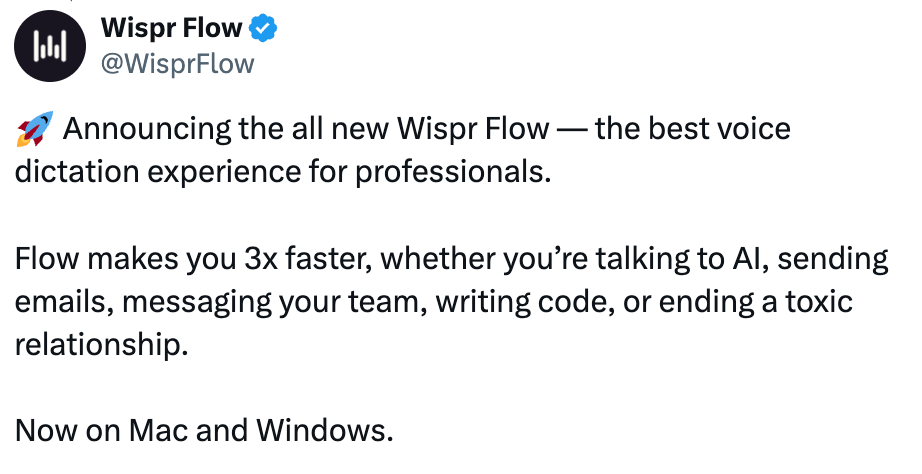 Wispr Flow
@WisprFlow
🚀 Announcing the all new Wispr Flow — the best voice
dictation experience for professionals.
Flow makes you 3x faster, whether you’re talking to AI, sending
emails, messaging your team, writing code, or ending a toxic
relationship.
Now on Mac and Windows.